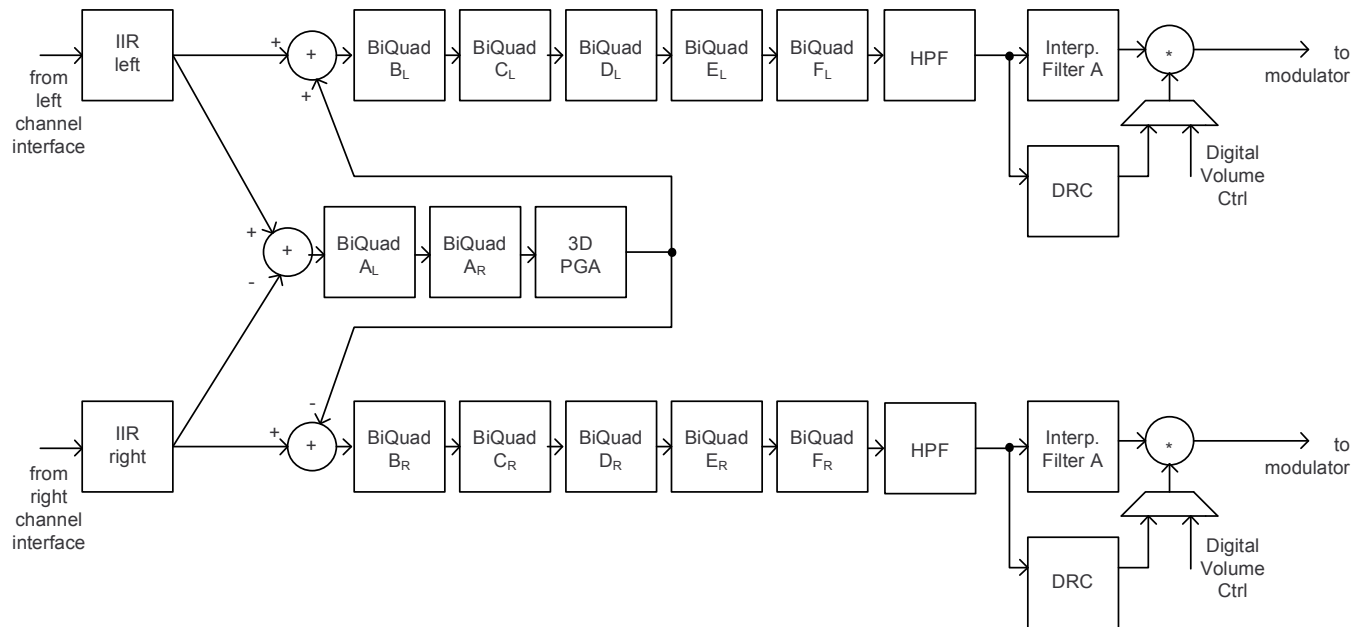 IIR
left
from
left
channel
interface
+
+
+
BiQuad
BL
BiQuad
CL
BiQuad
DL
BiQuad
EL
BiQuad
FL
HPF
Interp.
Filter A
*
to
modulator
DRC
Digital
Volume
Ctrl
+
-
+
BiQuad
AL
BiQuad
AR
3D
PGA
IIR
right
from
right
channel
interface
+
-
+
BiQuad
BR
BiQuad
CR
BiQuad
DR
BiQuad
ER
BiQuad
FR
HPF
Interp.
Filter A
*
to
modulator
DRC
Digital
Volume
Ctrl